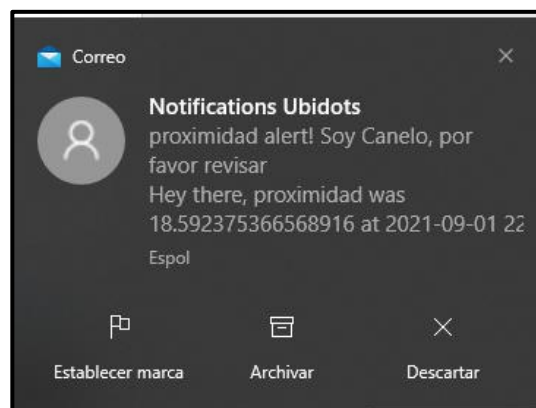 Correo
Notifications Ubidots
proximidad alert! Soy Canelo, por
favor revisar
Hey there, proximidad was
18.592375366568916 at 2021-09-01 22
Espol
Establecer marca
Archivar
Descartar